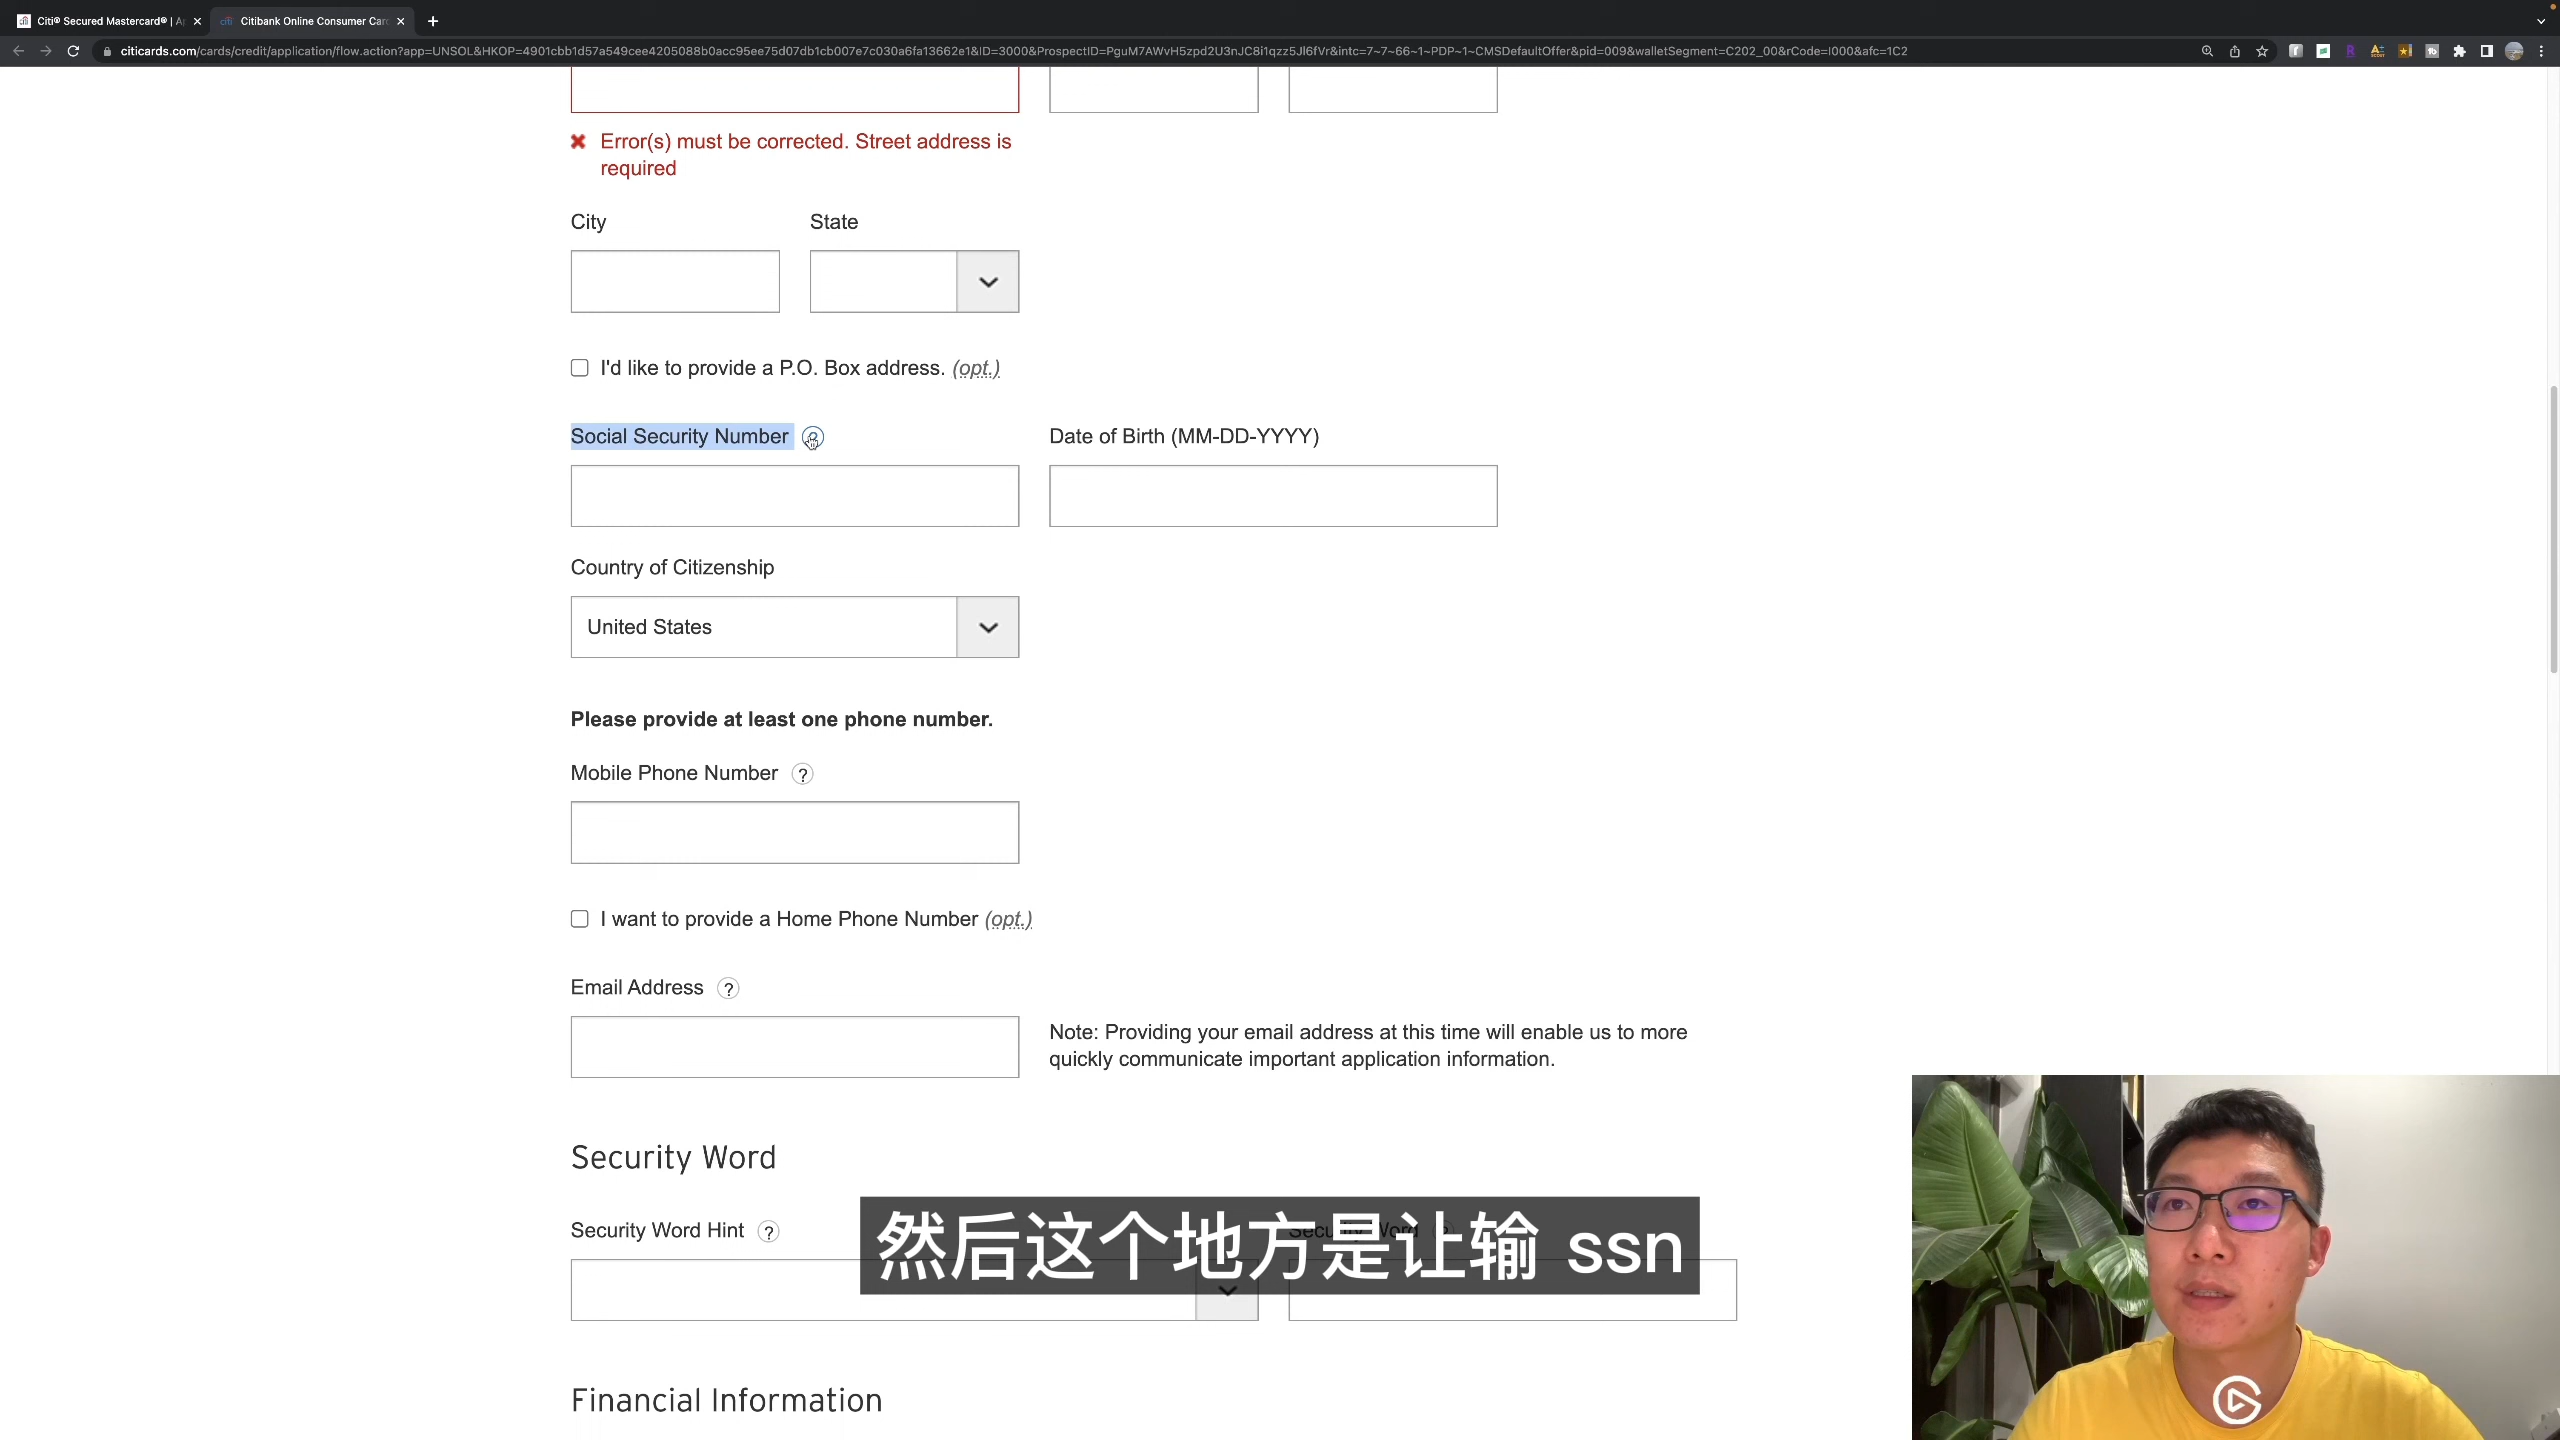 Citi® Secured Mastercard® | A
Citibank Online Consumer Car
citicards.com/cards/credit/application/flow.action?app=UNSOL&HKOP=4901cbb1d57a549cee4205088b0acc95ee75d07db1cb007e7c030a6fa13662e1&ID=3000&ProspectID=PguM7AWvH5zpd2U3nJC8i1qzz5Jl6fVr&intc=7~7~66~1~PDP~1~CMSDefaultOffer&pid=009&walletSegment=C202_00&rCode=I000&afc=1C2
Error(s) must be corrected. Street address is
required
City State
I'd like to provide a P.O. Box address. (opt.)
Social Security Number Date of Birth (MM-DD-YYYY)
Country of Citizenship
United States
Please provide at least one phone number.
Mobile Phone Number ?
I want to provide a Home Phone Number (opt.)
Email Address ?
Note: Providing your email address at this time will enable us to more
quickly communicate important application information.
Security Word
Security Word Hint ? Security Word ?
然后这个地方是让输 ssn
Financial Information